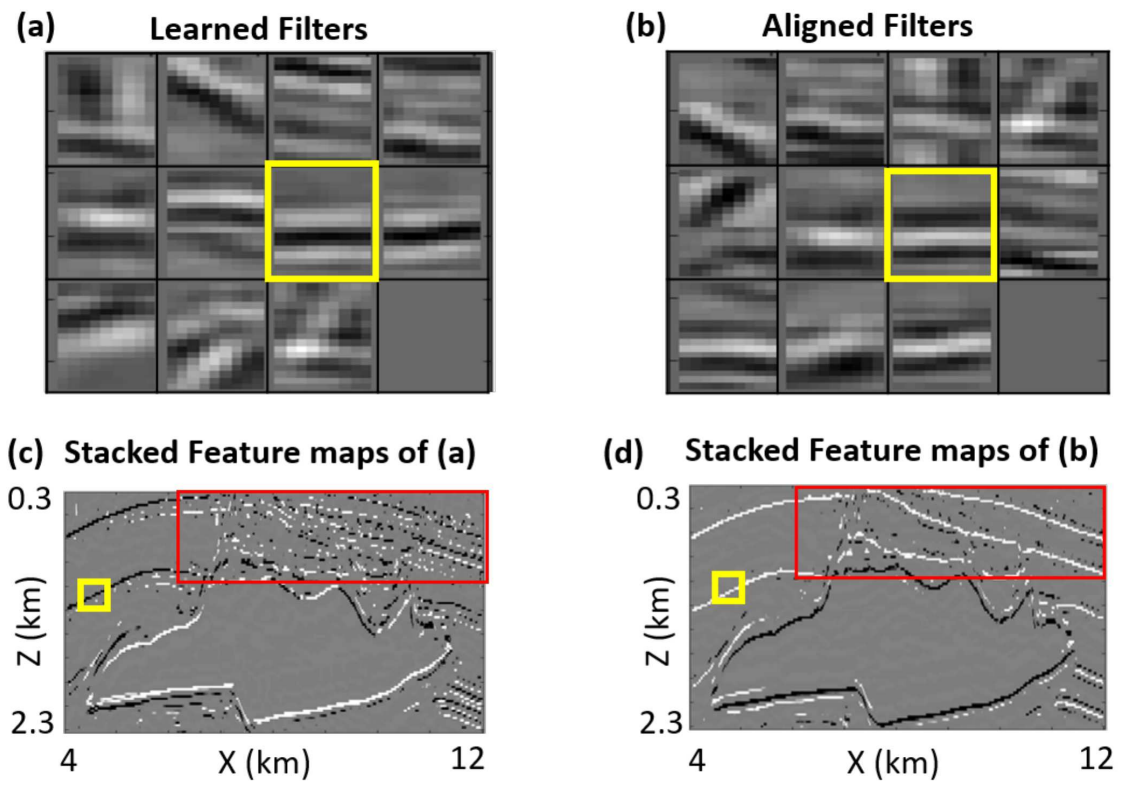 (a) Learned Filters
(b) Aligned Filters
(c) Stacked Feature maps of (a)
0.3
Z (km)
2.3
4 X (km) 12
(d) Stacked Feature maps of (b)
0.3
Z (km)
2.3
4 X (km) 12